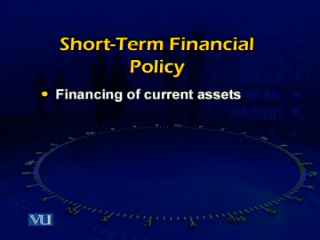 Short-Term Financial
Policy
• Financing of current assets
VU